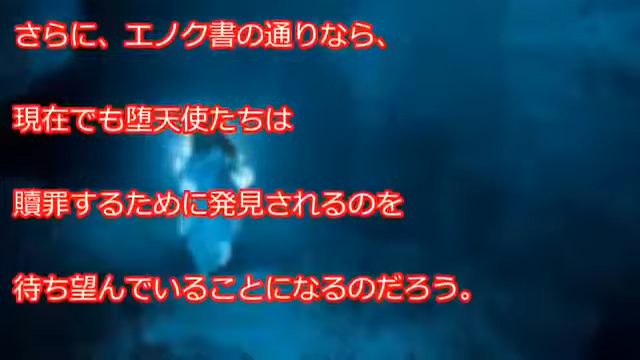 さらに、エノク書の通りなら、
現在でも堕天使たちは
贖罪するために発見されるのを
待ち望んでいることになるのだろう。